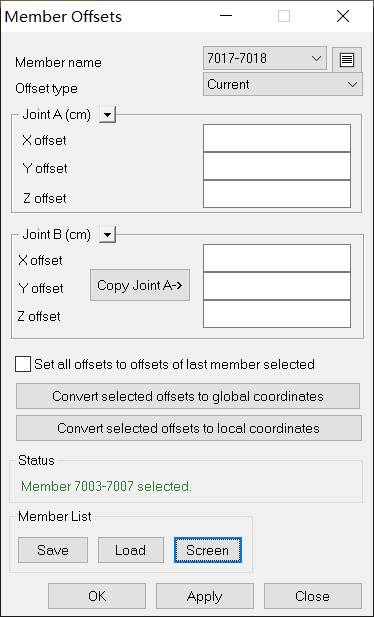 Member Offsets
Member name 7017-7018
Offset type Current
Joint A (cm)
X offset
Y offset
Z offset
Joint B (cm)
X offset
Y offset Copy Joint A->
Z offset
Set all offsets to offsets of last member selected
Convert selected offsets to global coordinates
Convert selected offsets to local coordinates
Status
Member 7003-7007 selected.
Member List
Save Load Screen
OK Apply Close